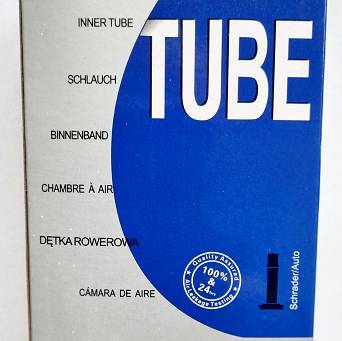 INNER TUBE
TUBE
SCHLAUCH
BINNENBAND
CHAMBRE À AIR
DĘTKA ROWEROWA
CÁMARA DE AIRE
Quality Assured
100%
&
24hrs
Air Leakage Testing
Schrader/Auto